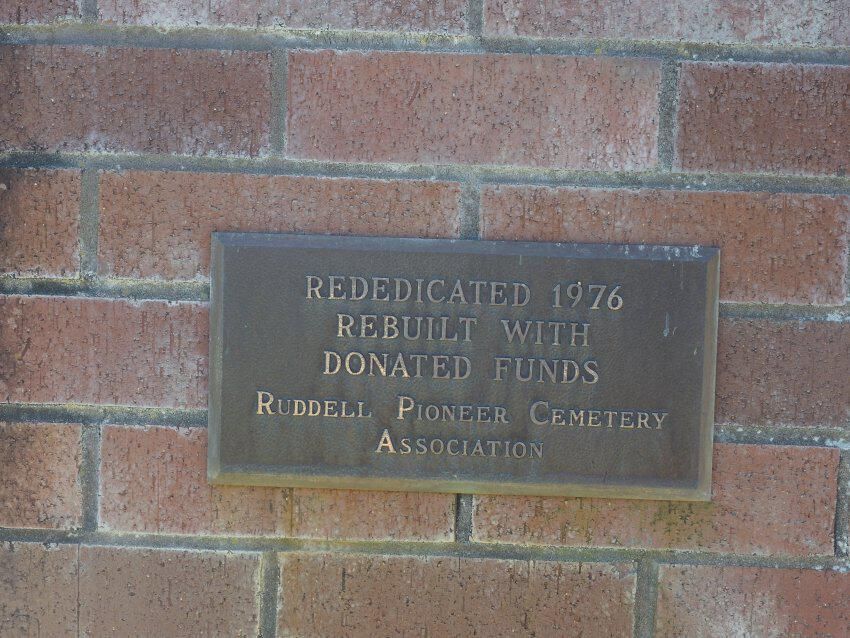 REDEDICATED 1976
REBUILT WITH
DONATED FUNDS
RUDDELL PIONEER CEMETERY
ASSOCIATION